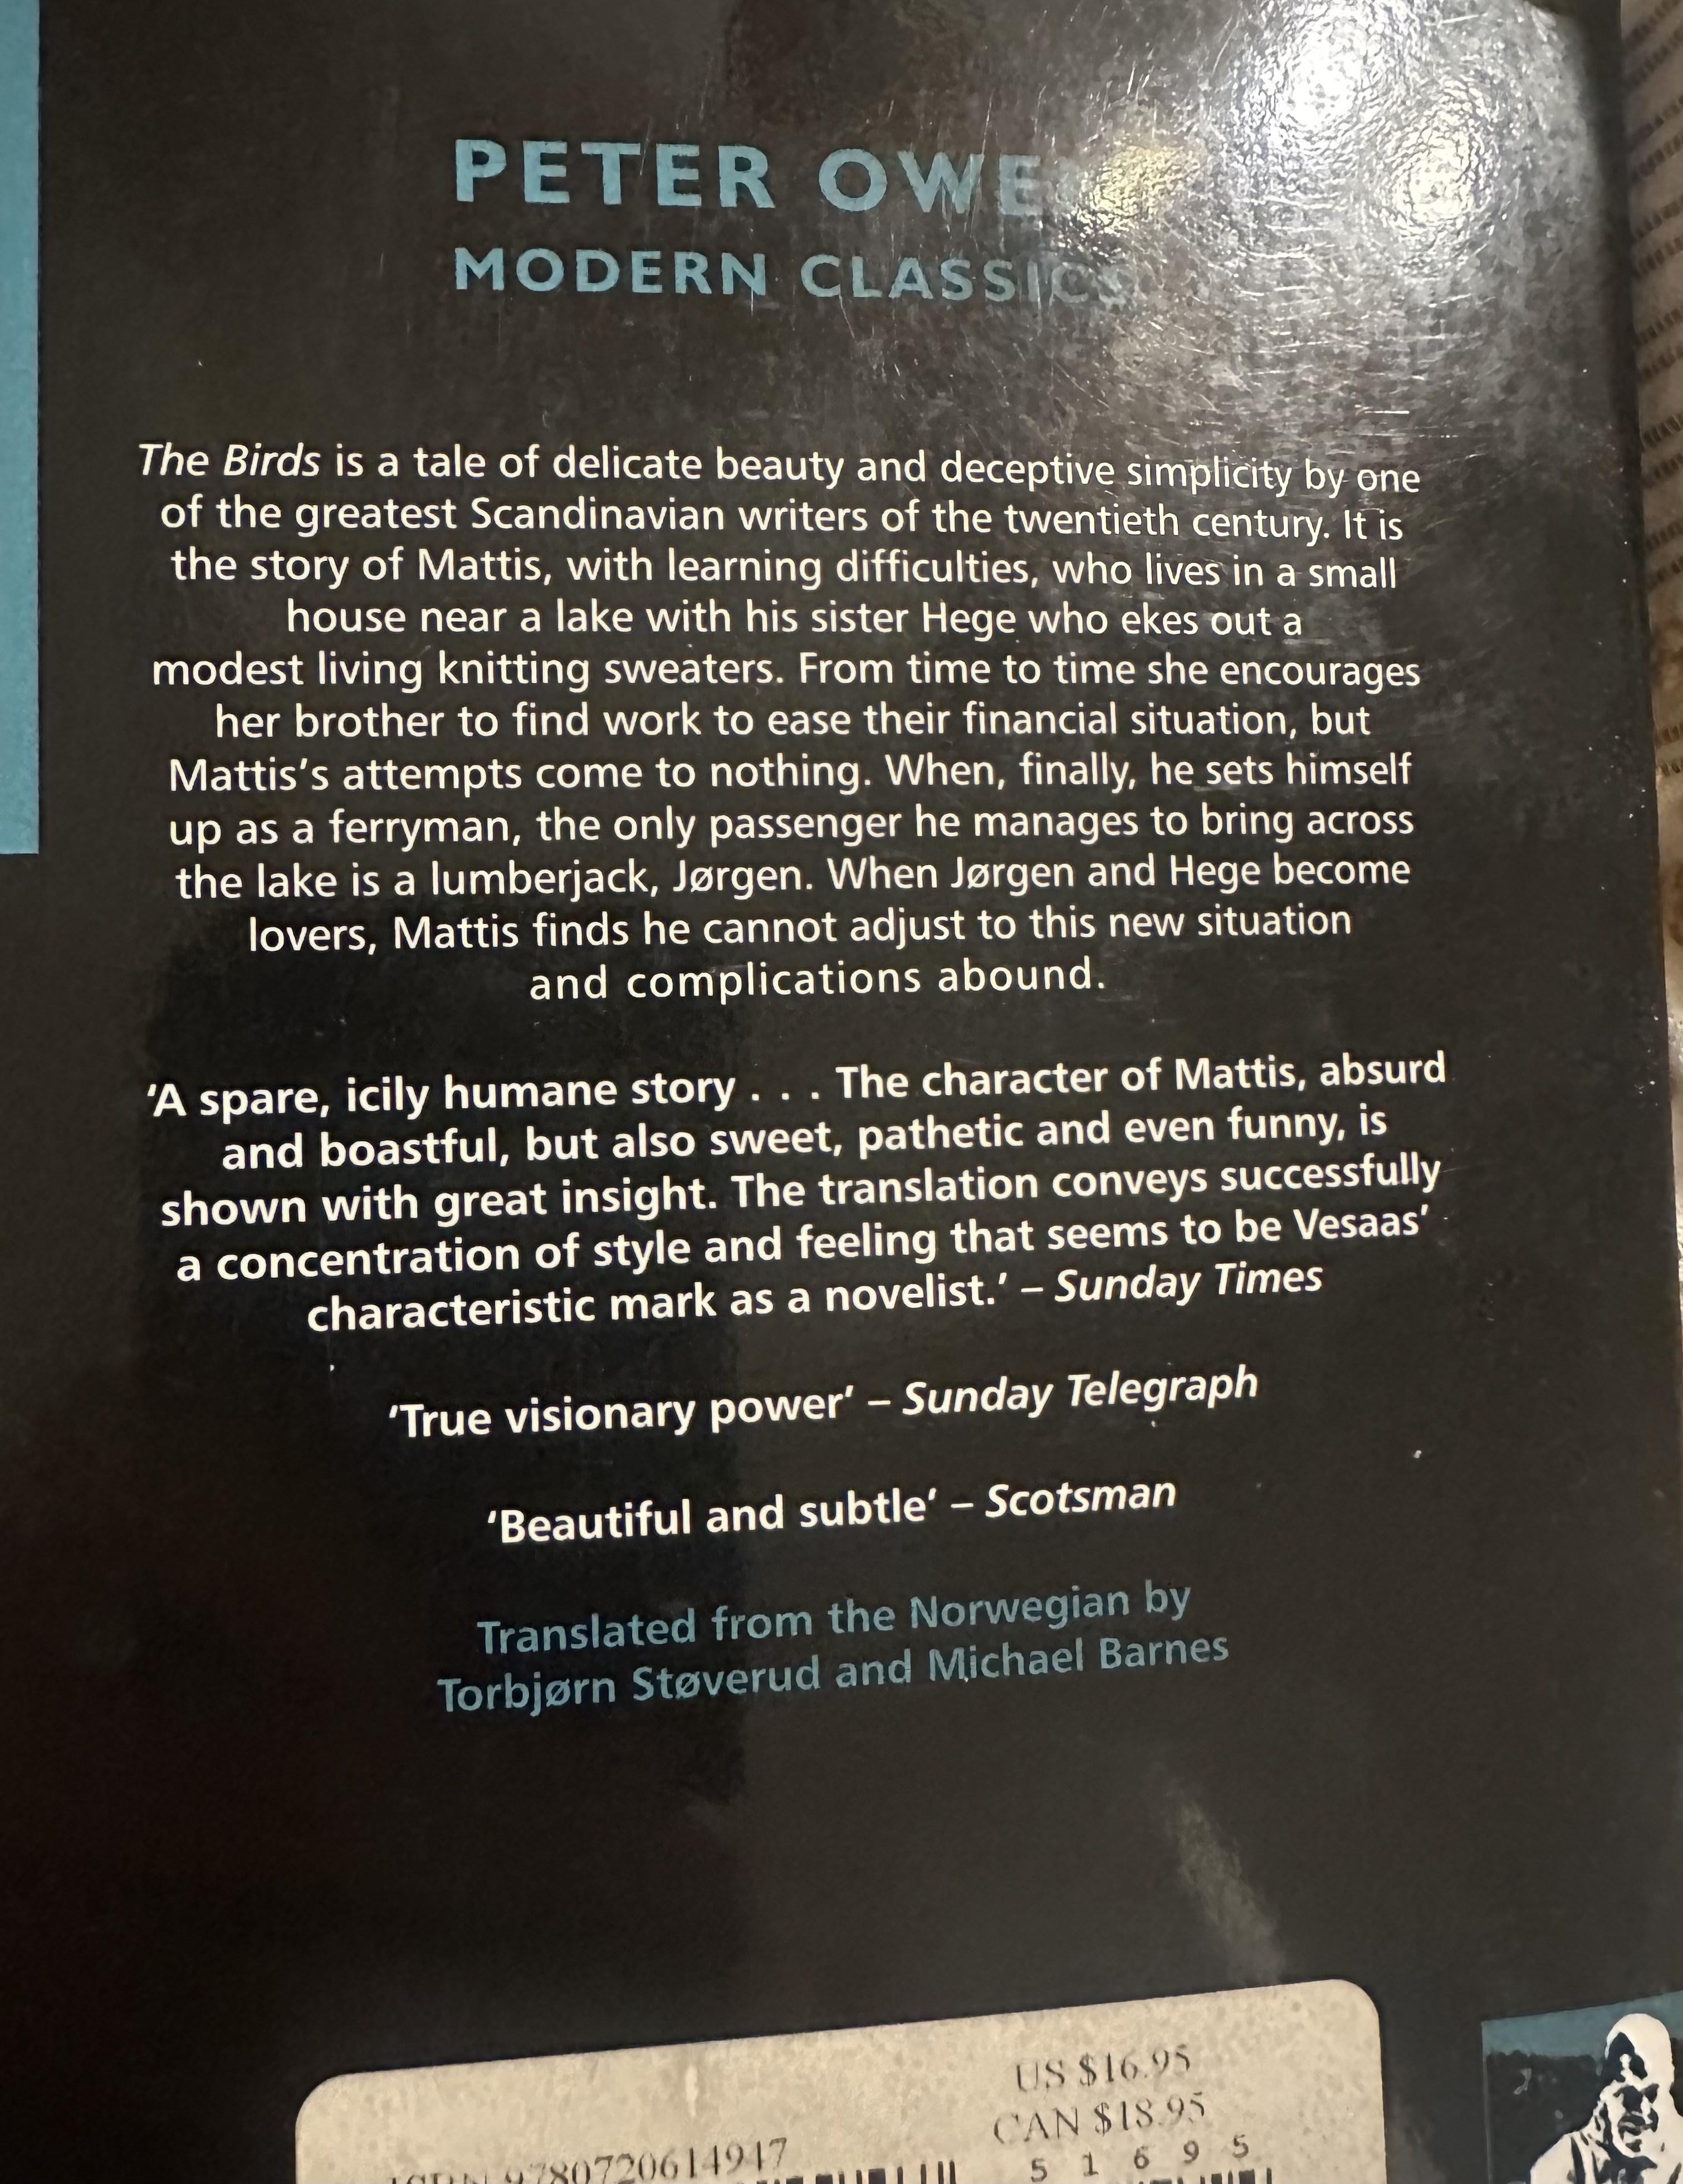 PETER OWEN
MODERN CLASSICS
The Birds is a tale of delicate beauty and deceptive simplicity by one
of the greatest Scandinavian writers of the twentieth century. It is
the story of Mattis, with learning difficulties, who lives in a small
house near a lake with his sister Hege who ekes out a
modest living knitting sweaters. From time to time she encourages
her brother to find work to ease their financial situation, but
Mattis’s attempts come to nothing. When, finally, he sets himself
up as a ferryman, the only passenger he manages to bring across
the lake is a lumberjack, Jørgen. When Jørgen and Hege become
lovers, Mattis finds he cannot adjust to this new situation
and complications abound.
‘A spare, icily humane story . . . The character of Mattis, absurd
and boastful, but also sweet, pathetic and even funny, is
shown with great insight. The translation conveys successfully
a concentration of style and feeling that seems to be Vesaas’
characteristic mark as a novelist.’ – Sunday Times
‘True visionary power’ – Sunday Telegraph
‘Beautiful and subtle’ – Scotsman
Translated from the Norwegian by
Torbjørn Støverud and Michael Barnes
US $16.95
CAN $18.95
ISBN 9780720614947
5 1 6 9 5